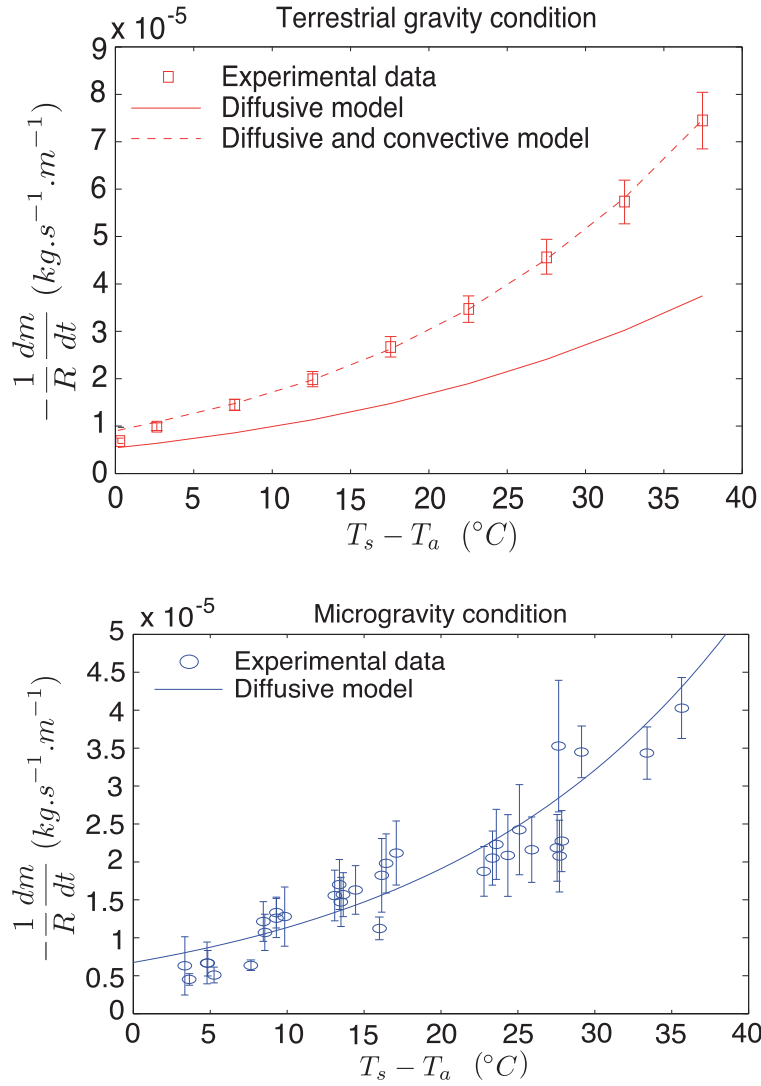 Terrestrial gravity condition
x 10-5
9
8
7
6
5
4
3
2
1
0
Experimental data
Diffusive model
Diffusive and convective model
−1/R dm/dt (kg.s−1.m−1)
0 5 10 15 20 25 30 35 40
Ts − Ta (°C)
Microgravity condition
x 10-5
5
4.5
4
3.5
3
2.5
2
1.5
1
0.5
0
Experimental data
Diffusive model
−1/R dm/dt (kg.s−1.m−1)
0 5 10 15 20 25 30 35 40
Ts − Ta (°C)